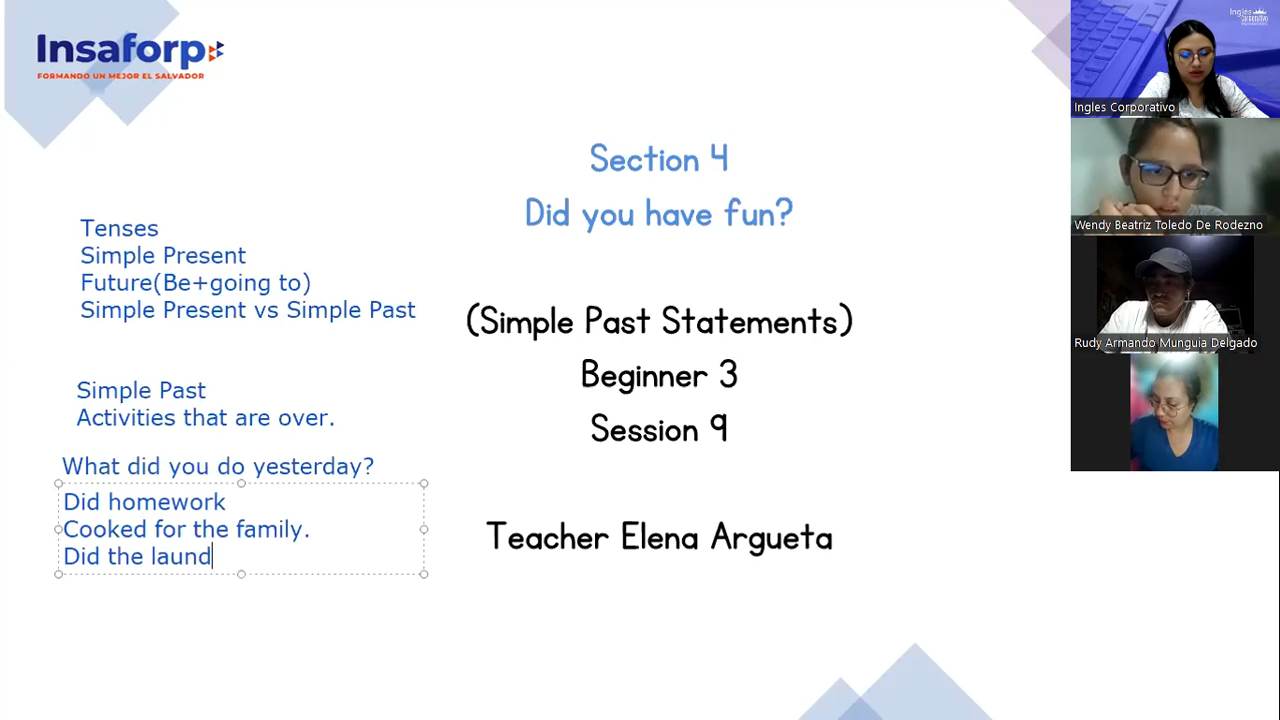 Insaforp
FORMANDO UN MEJOR EL SALVADOR
Section 4
Did you have fun?
Tenses
Simple Present
Future(Be+going to)
Simple Present vs Simple Past
(Simple Past Statements)
Beginner 3
Session 9
Simple Past
Activities that are over.
What did you do yesterday?
Did homework
Cooked for the family.
Did the laund
Teacher Elena Argueta
Ingles Corporativo
Wendy Beatriz Toledo De Rodezno
Rudy Armando Munguia Delgado